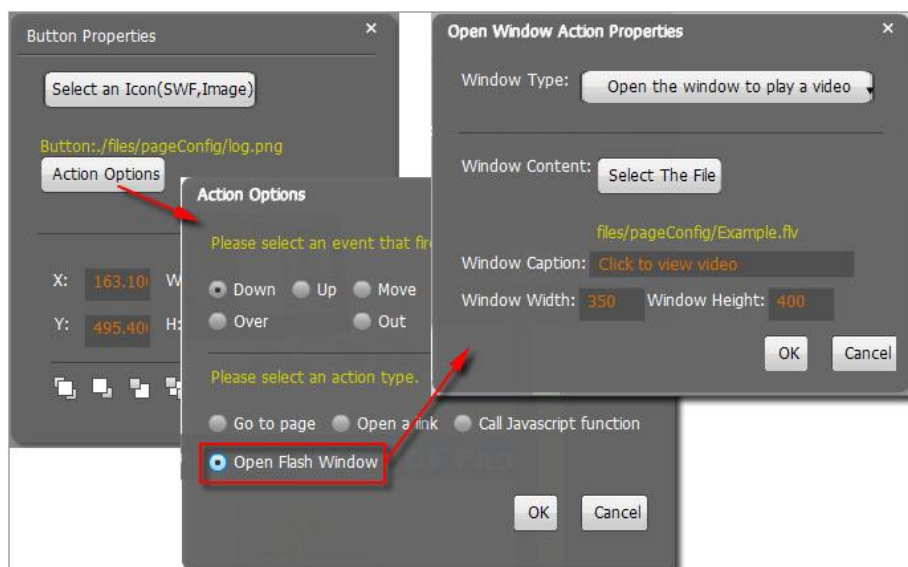 Button Properties
Select an Icon(SWF,Image)
Button:./files/pageConfig/log.png
Action Options
X: 163.10 W
Y: 495.40 H:
Action Options
Please select an event that fir
Down Up Move
Over Out
Please select an action type.
Go to page Open a link Call Javascript function
Open Flash Window
OK Cancel
Open Window Action Properties
Window Type: Open the window to play a video
Window Content: Select The File
files/pageConfig/Example.flv
Window Caption: Click to view video
Window Width: 350 Window Height: 400
OK Cancel